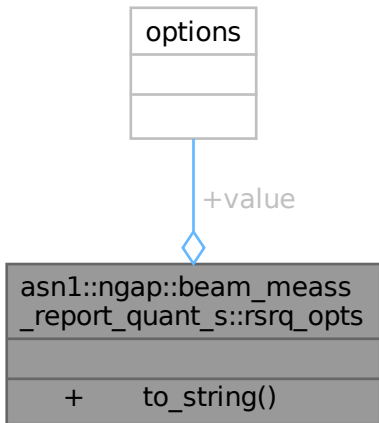 options
+value
asn1::ngap::beam_meass
_report_quant_s::rsrq_opts
+ to_string()